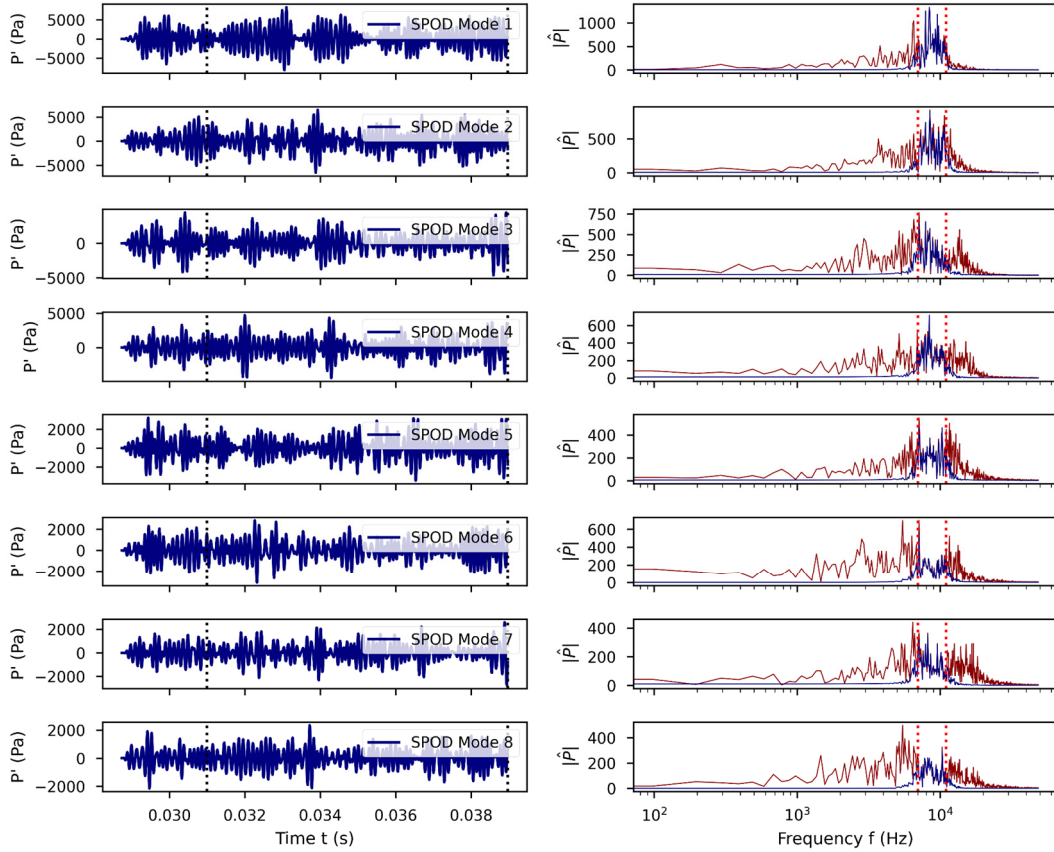 P' (Pa)
5000
0
−5000
SPOD Mode 1
|P̂|
1000
500
0
P' (Pa)
5000
0
−5000
SPOD Mode 2
|P̂|
500
0
P' (Pa)
0
−5000
SPOD Mode 3
|P̂|
750
500
250
0
P' (Pa)
5000
0
SPOD Mode 4
|P̂|
600
400
200
0
P' (Pa)
2000
0
−2000
SPOD Mode 5
|P̂|
400
200
0
P' (Pa)
2000
0
−2000
SPOD Mode 6
|P̂|
600
400
200
0
P' (Pa)
2000
0
−2000
SPOD Mode 7
|P̂|
400
200
0
P' (Pa)
2000
0
−2000
SPOD Mode 8
|P̂|
400
200
0
0.030 0.032 0.034 0.036 0.038
Time t (s)
10² 10³ 10⁴
Frequency f (Hz)